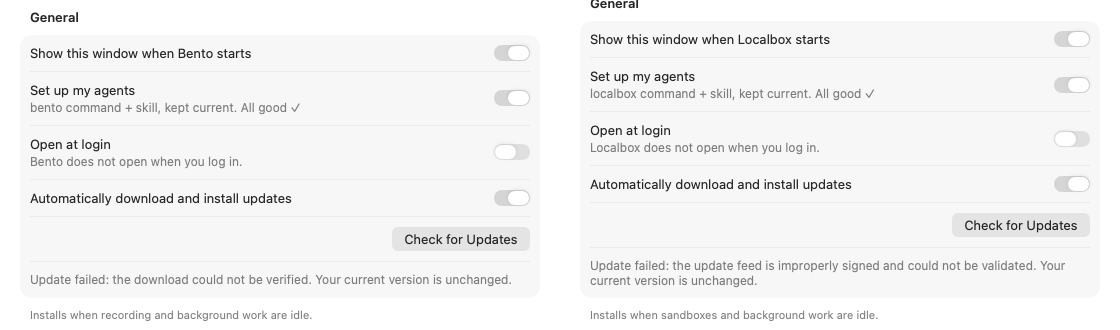 General
Show this window when Bento starts
Set up my agents
bento command + skill, kept current. All good ✓
Open at login
Bento does not open when you log in.
Automatically download and install updates
Check for Updates
Update failed: the download could not be verified. Your current version is unchanged.
Installs when recording and background work are idle.
General
Show this window when Localbox starts
Set up my agents
localbox command + skill, kept current. All good ✓
Open at login
Localbox does not open when you log in.
Automatically download and install updates
Check for Updates
Update failed: the update feed is improperly signed and could not be validated. Your
current version is unchanged.
Installs when sandboxes and background work are idle.